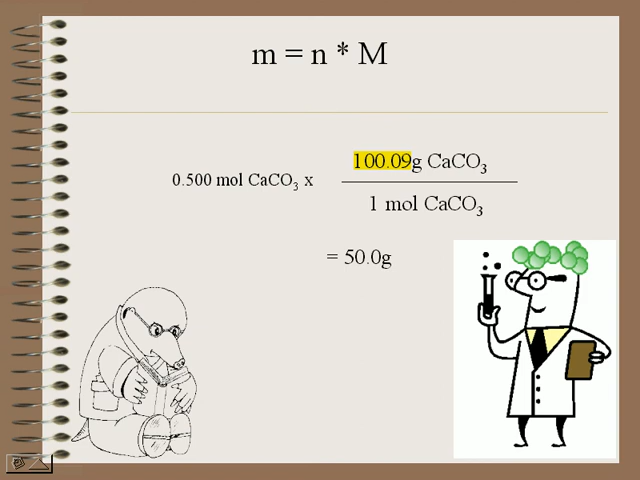 m = n * M
100.09g CaCO₃
0.500 mol CaCO₃ x
1 mol CaCO₃
= 50.0g